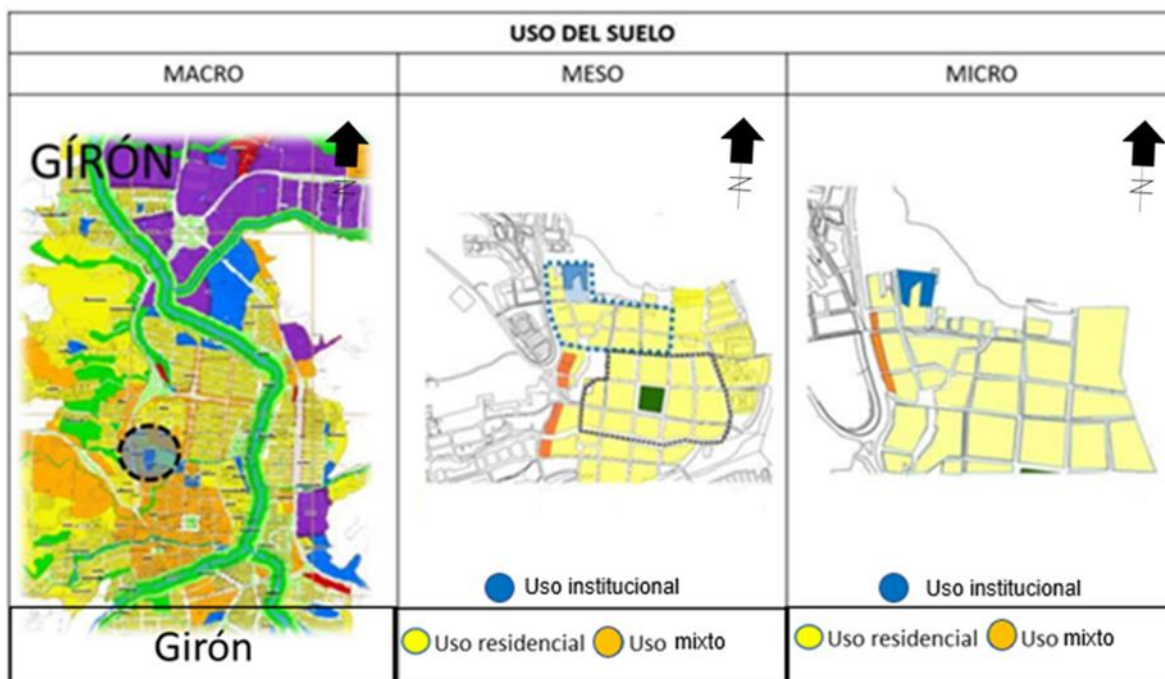 USO DEL SUELO
MACRO
MESO
MICRO
GÍRÓN
N
N
N
Uso institucional
Uso institucional
Girón
Uso residencial
Uso mixto
Uso residencial
Uso mixto